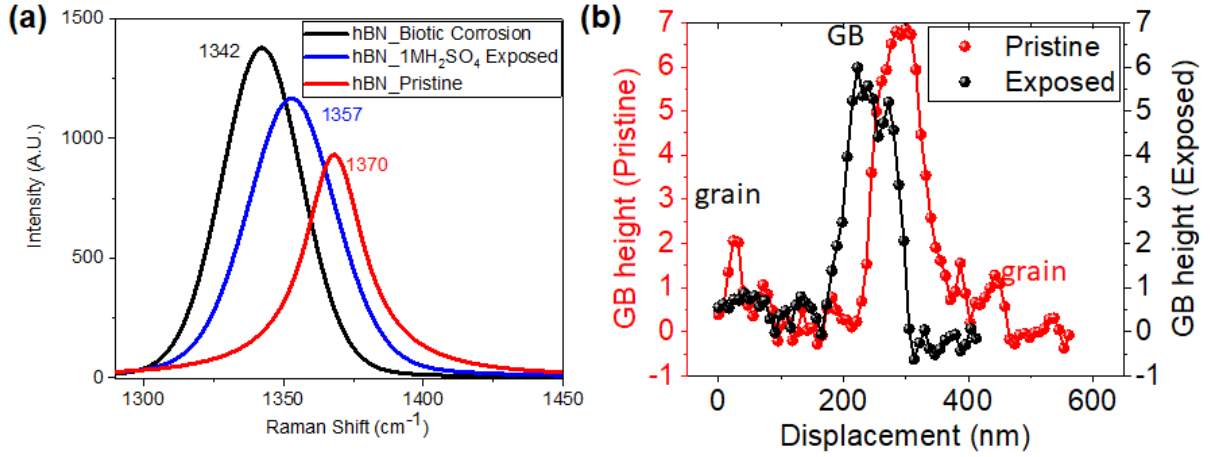 (a)
1500
1000
500
0
Intensity (A.U.)
1300
1350
1400
1450
Raman Shift (cm⁻¹)
1342
1357
1370
hBN_Biotic Corrosion
hBN_1MH₂SO₄ Exposed
hBN_Pristine
(b)
7
6
5
4
3
2
1
0
-1
GB height (Pristine)
GB
grain
grain
Pristine
Exposed
7
6
5
4
3
2
1
0
-1
GB height (Exposed)
0
200
400
600
Displacement (nm)